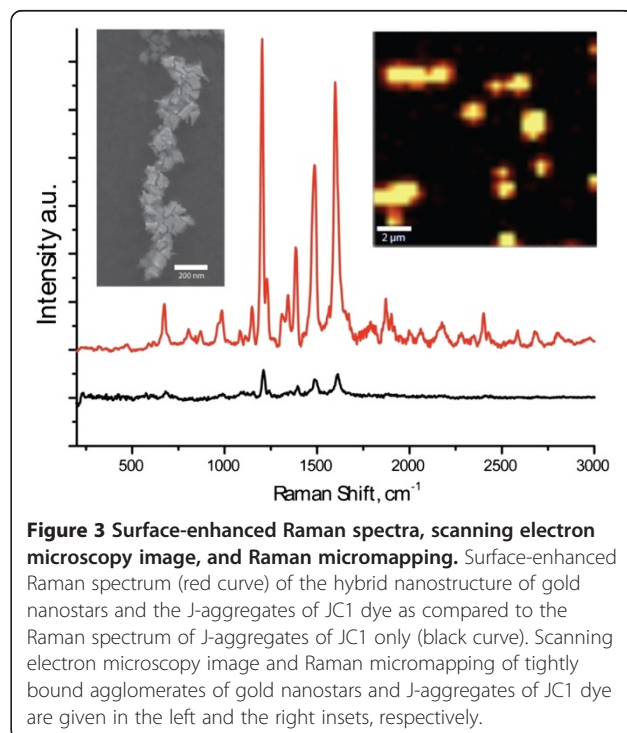 Intensity a.u.
200 nm
2 µm
500
1000
1500
2000
2500
3000
Raman Shift, cm⁻¹
Figure 3 Surface-enhanced Raman spectra, scanning electron
microscopy image, and Raman micromapping. Surface-enhanced
Raman spectrum (red curve) of the hybrid nanostructure of gold
nanostars and the J-aggregates of JC1 dye as compared to the
Raman spectrum of J-aggregates of JC1 only (black curve). Scanning
electron microscopy image and Raman micromapping of tightly
bound agglomerates of gold nanostars and J-aggregates of JC1 dye
are given in the left and the right insets, respectively.